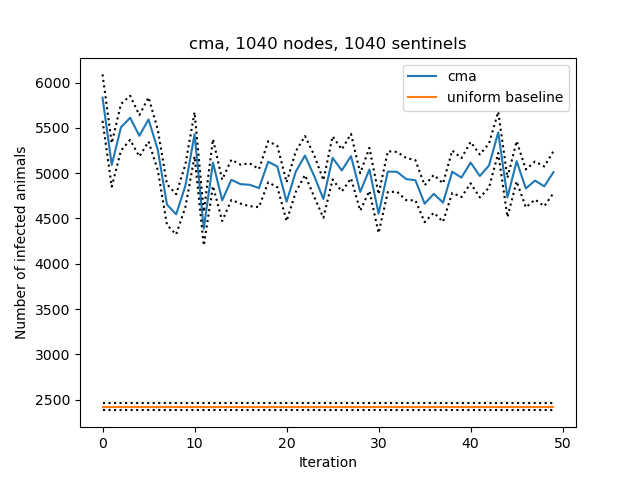 cma, 1040 nodes, 1040 sentinels
cma
uniform baseline
Number of infected animals
6000
5500
5000
4500
4000
3500
3000
2500
0 10 20 30 40 50
Iteration